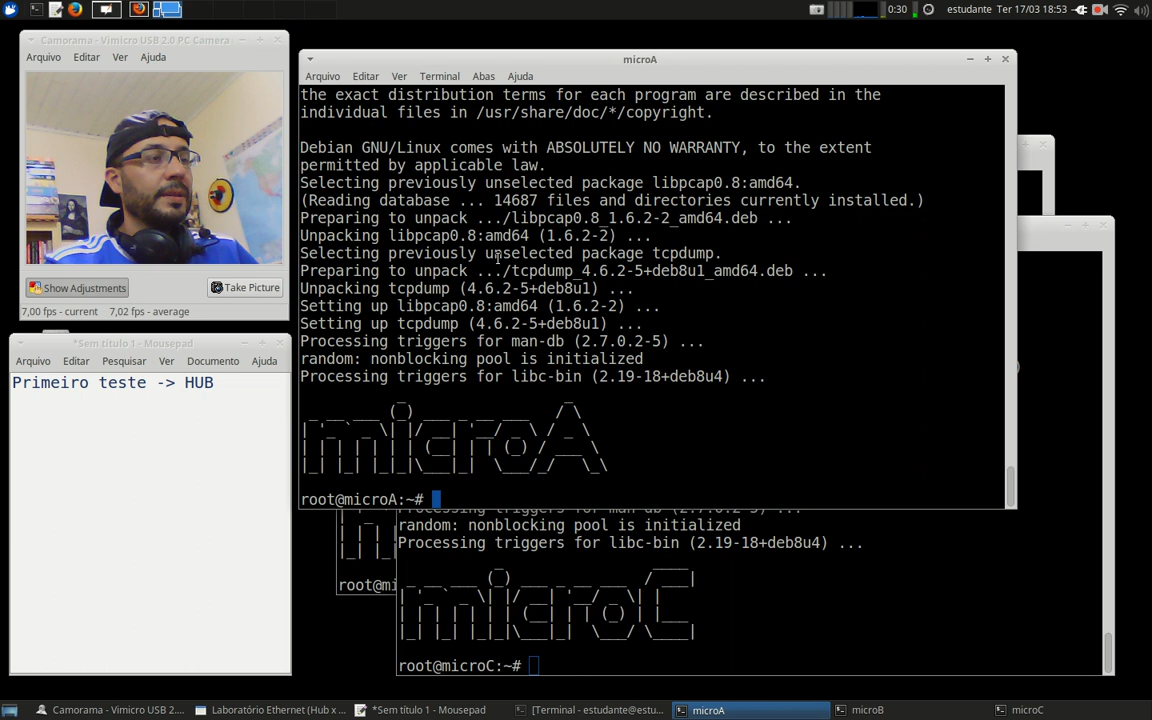 0:30 estudante Ter 17/03 18:53
Camorama - Vimicro USB 2.0 PC Camera
Arquivo Editar Ver Ajuda
Show Adjustments Take Picture
7,00 fps - current 7,02 fps - average
*Sem título 1 - Mousepad
Arquivo Editar Pesquisar Ver Documento Ajuda
Primeiro teste -> HUB
microA
Arquivo Editar Ver Terminal Abas Ajuda
the exact distribution terms for each program are described in the
individual files in /usr/share/doc/*/copyright.
Debian GNU/Linux comes with ABSOLUTELY NO WARRANTY, to the extent
permitted by applicable law.
Selecting previously unselected package libpcap0.8:amd64.
(Reading database ... 14687 files and directories currently installed.)
Preparing to unpack .../libpcap0.8_1.6.2-2_amd64.deb ...
Unpacking libpcap0.8:amd64 (1.6.2-2) ...
Selecting previously unselected package tcpdump.
Preparing to unpack .../tcpdump_4.6.2-5+deb8u1_amd64.deb ...
Unpacking tcpdump (4.6.2-5+deb8u1) ...
Setting up libpcap0.8:amd64 (1.6.2-2) ...
Setting up tcpdump (4.6.2-5+deb8u1) ...
Processing triggers for man-db (2.7.0.2-5) ...
random: nonblocking pool is initialized
Processing triggers for libc-bin (2.19-18+deb8u4) ...
microA
root@microA:~#
root@mi
random: nonblocking pool is initialized
Processing triggers for libc-bin (2.19-18+deb8u4) ...
microC
root@microC:~#
Camorama - Vimicro USB 2.... Laboratório Ethernet (Hub x ... *Sem título 1 - Mousepad [Terminal - estudante@estu... microA microB microC